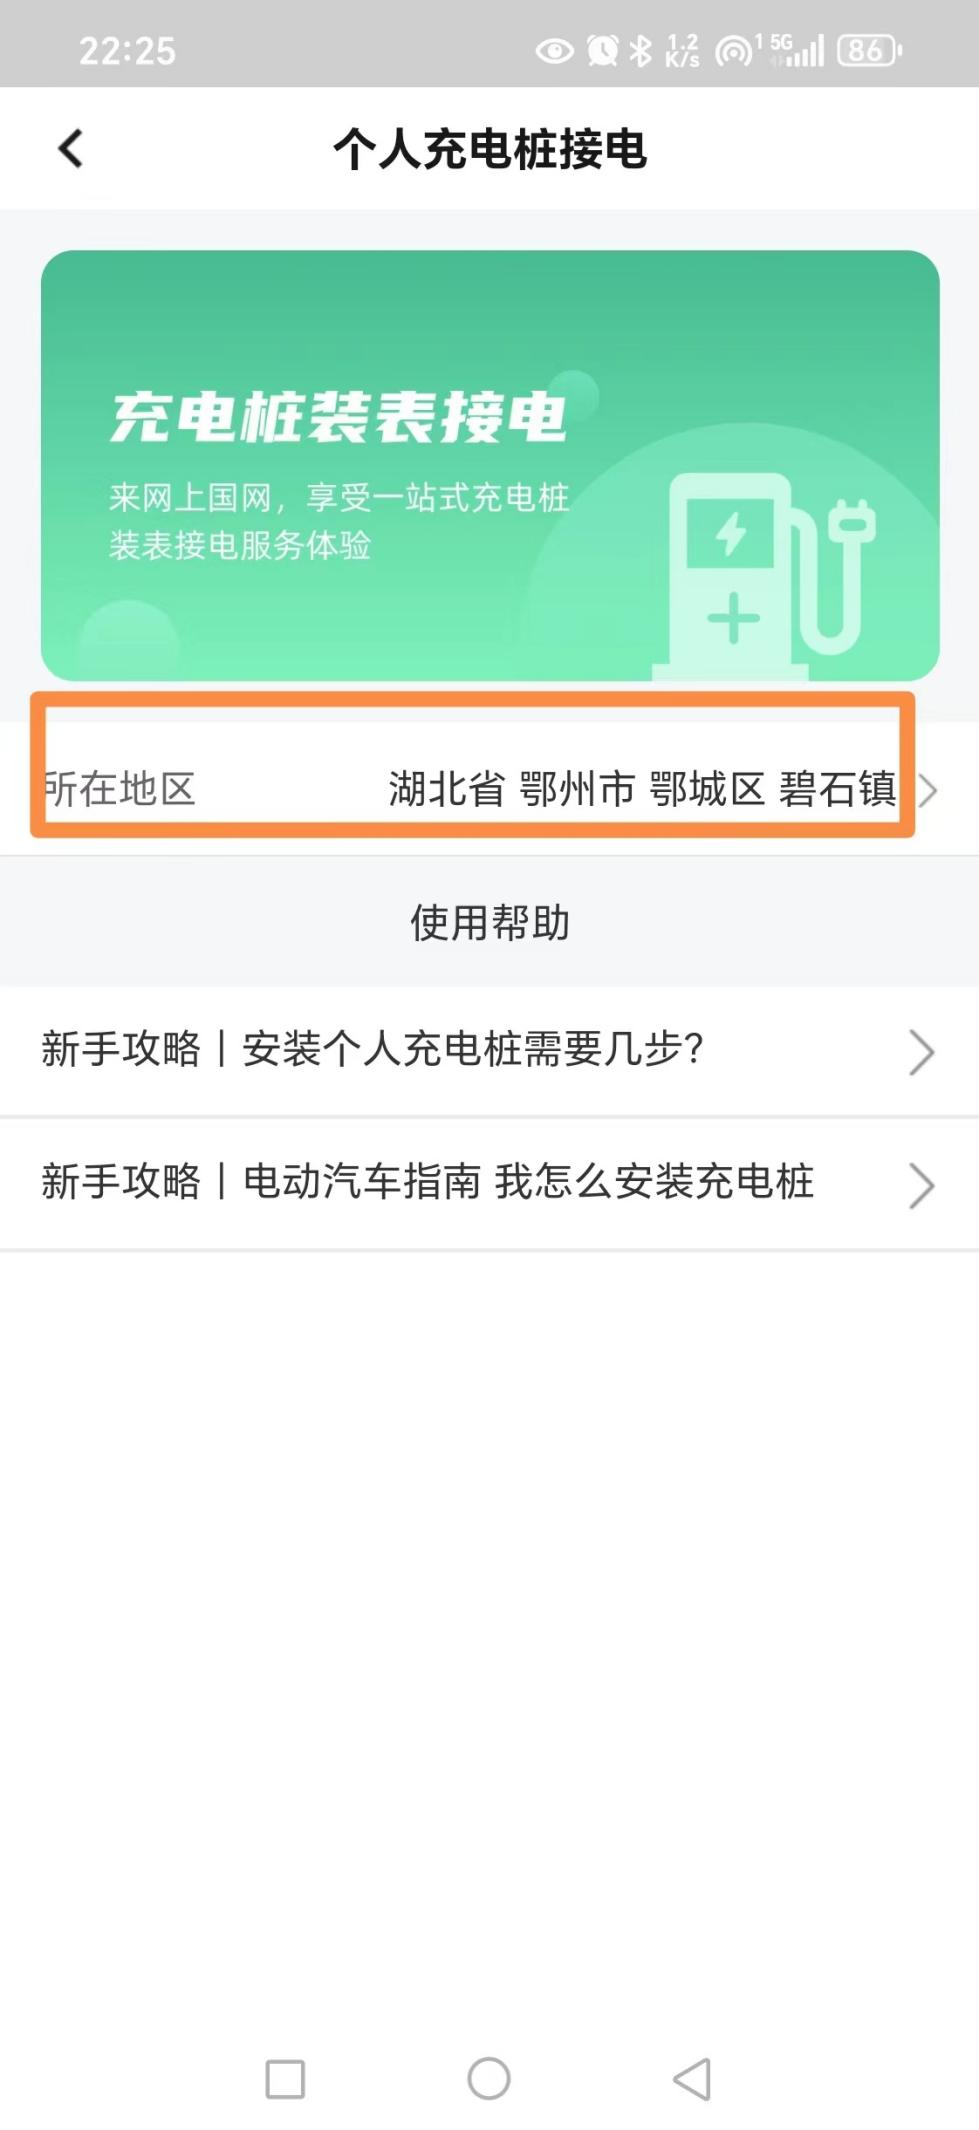 22:25
1.2 K/s 1 5G 86
个人充电桩接电
充电桩装表接电
来网上国网，享受一站式充电桩
装表接电服务体验
所在地区 湖北省 鄂州市 鄂城区 碧石镇
使用帮助
新手攻略丨安装个人充电桩需要几步？
新手攻略丨电动汽车指南 我怎么安装充电桩